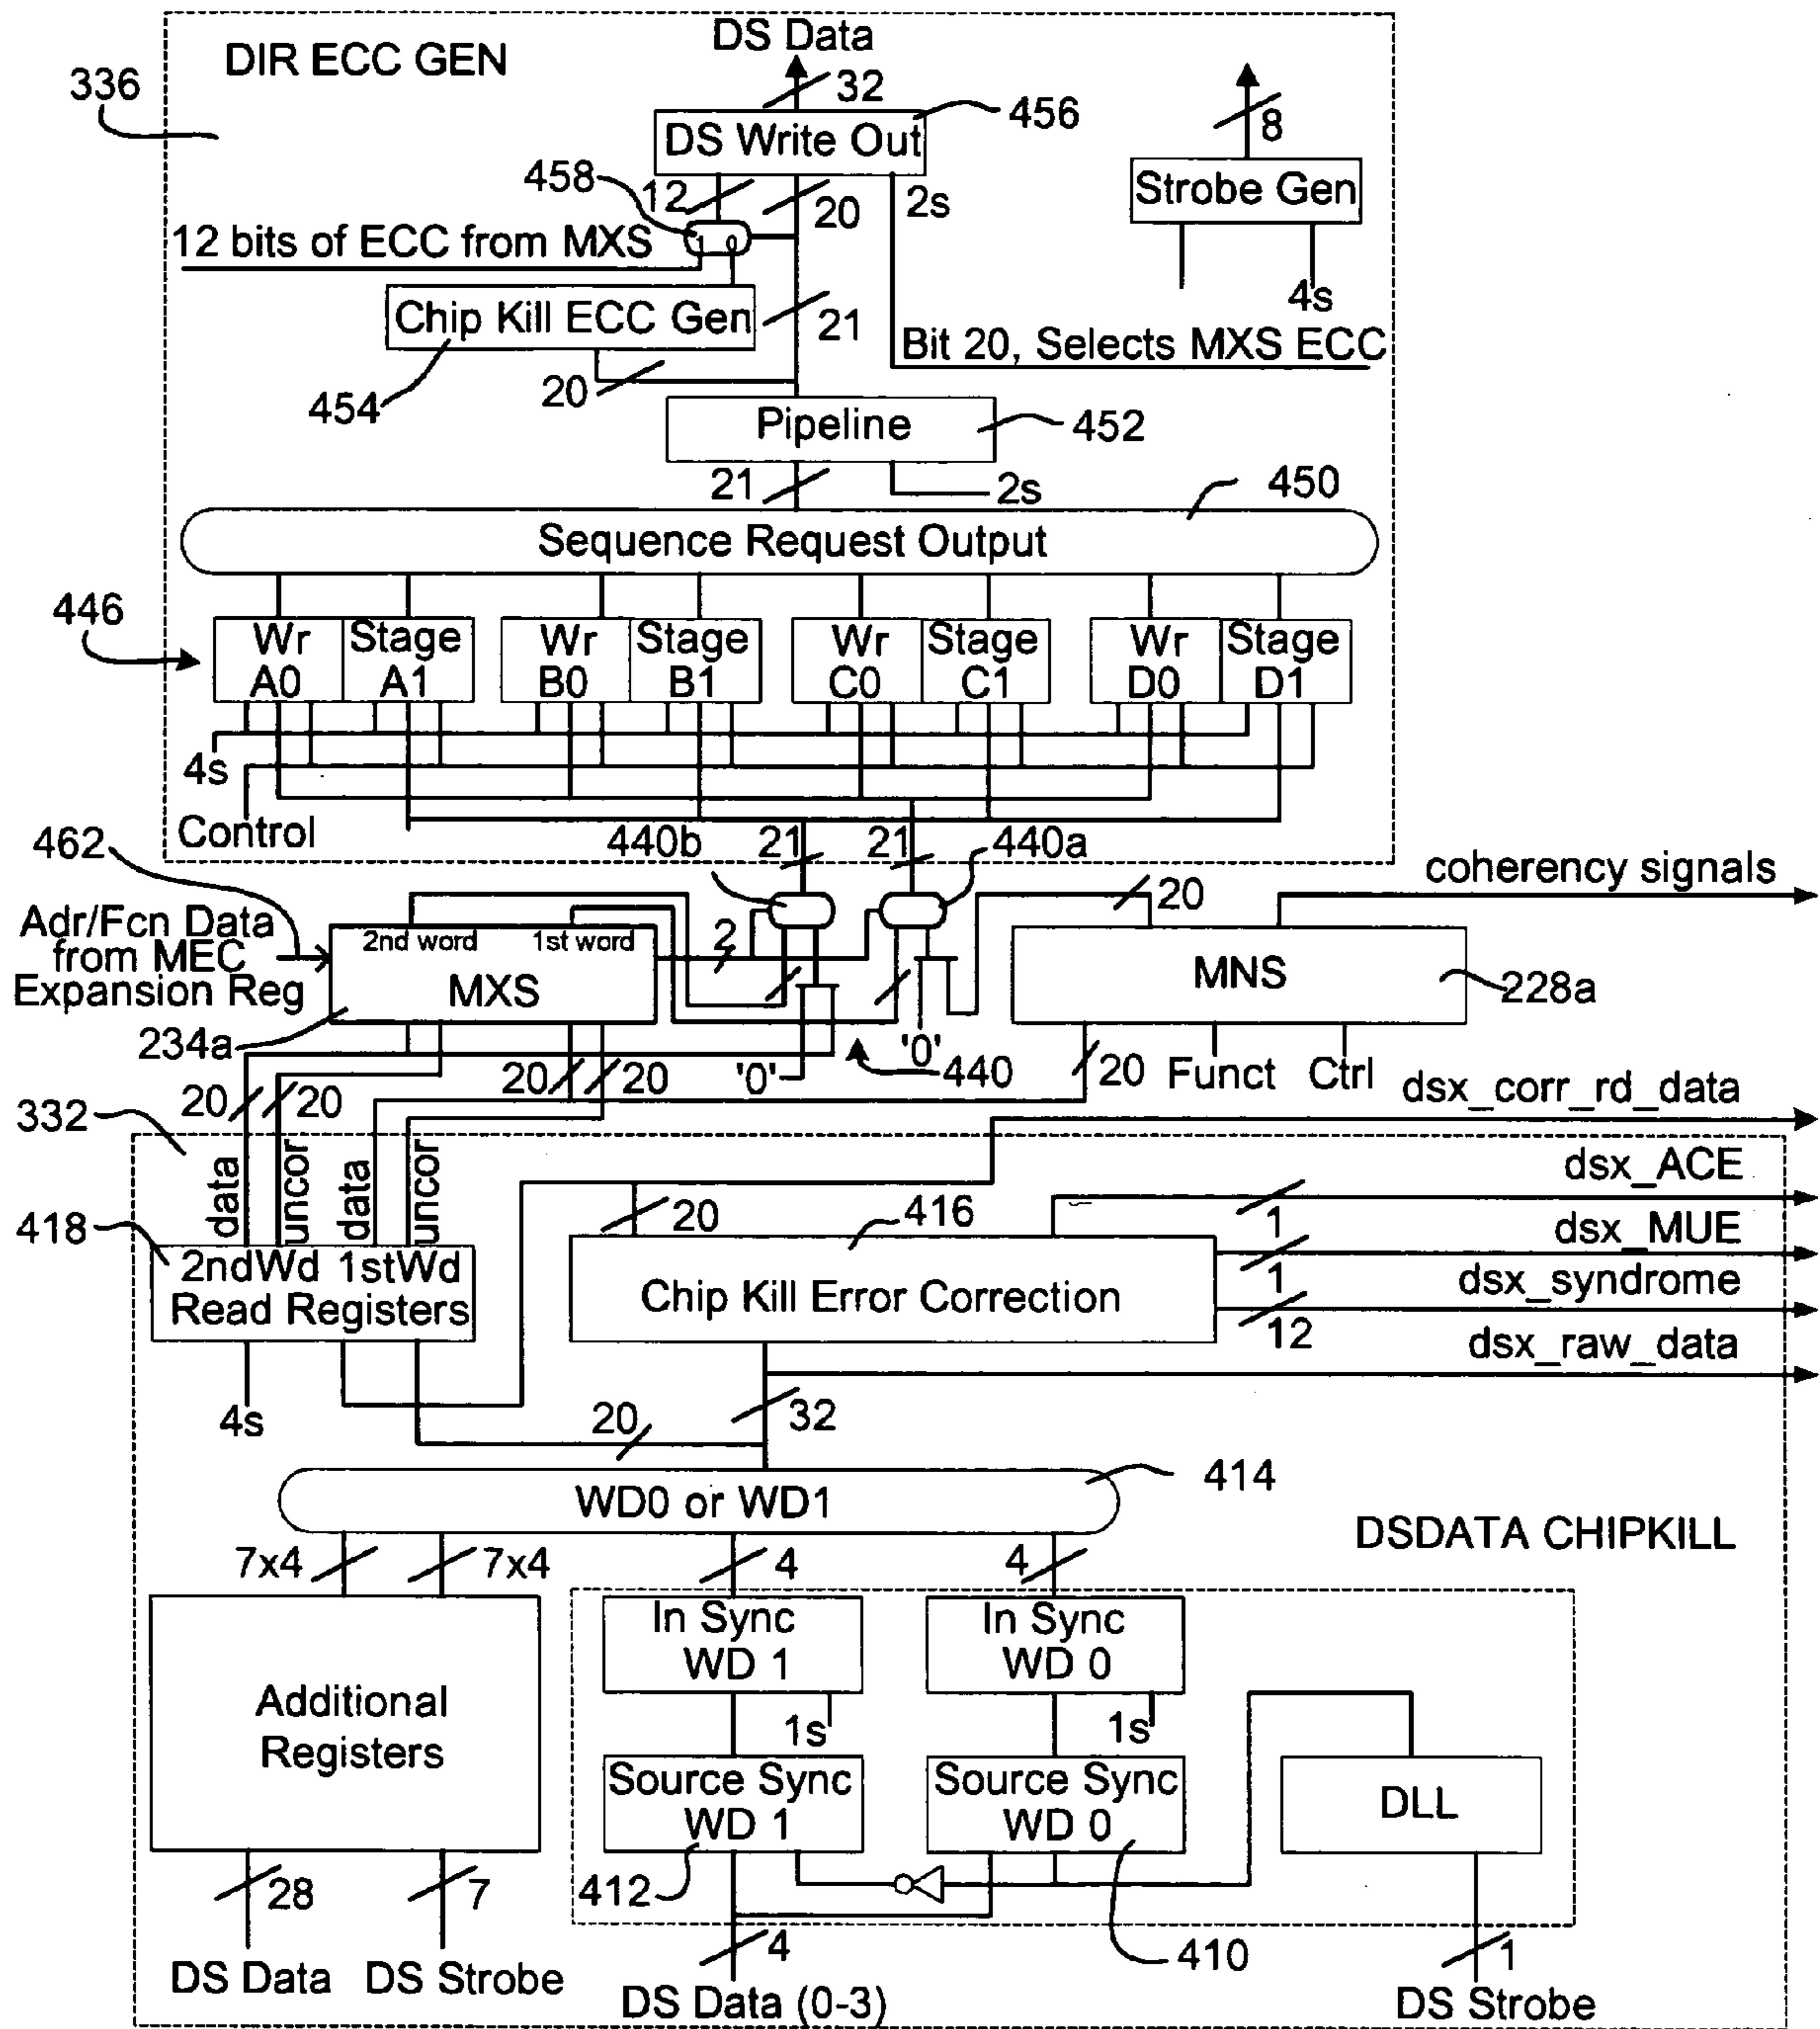 DS Data
DIR ECC GEN
336
32
456
8
DS Write Out
458
12
20
2s
Strobe Gen
12 bits of ECC from MXS
1 0
4s
Chip Kill ECC Gen
21
Bit 20, Selects MXS ECC
20
454
Pipeline
452
21
2s
450
Sequence Request Output
446
Wr A0
Stage A1
Wr B0
Stage B1
Wr C0
Stage C1
Wr D0
Stage D1
4s
Control
462
440b
21
21
440a
coherency signals
20
Adr/Fcn Data
from MEC
Expansion Reg
2nd word
1st word
MXS
2
MNS
228a
234a
'0'
'0'
440
20
20
20
Funct
Ctrl
20
20
332
dsx_corr_rd_data
data
uncor
data
uncor
dsx_ACE
20
416
1
418
dsx_MUE
2ndWd 1stWd
Read Registers
Chip Kill Error Correction
1
dsx_syndrome
12
dsx_raw_data
4s
20
32
414
WD0 or WD1
DSDATA CHIPKILL
7x4
7x4
4
4
In Sync
WD 1
In Sync
WD 0
Additional
Registers
1s
1s
Source Sync
WD 1
Source Sync
WD 0
DLL
412
28
7
4
410
1
DS Data
DS Strobe
DS Data (0-3)
DS Strobe